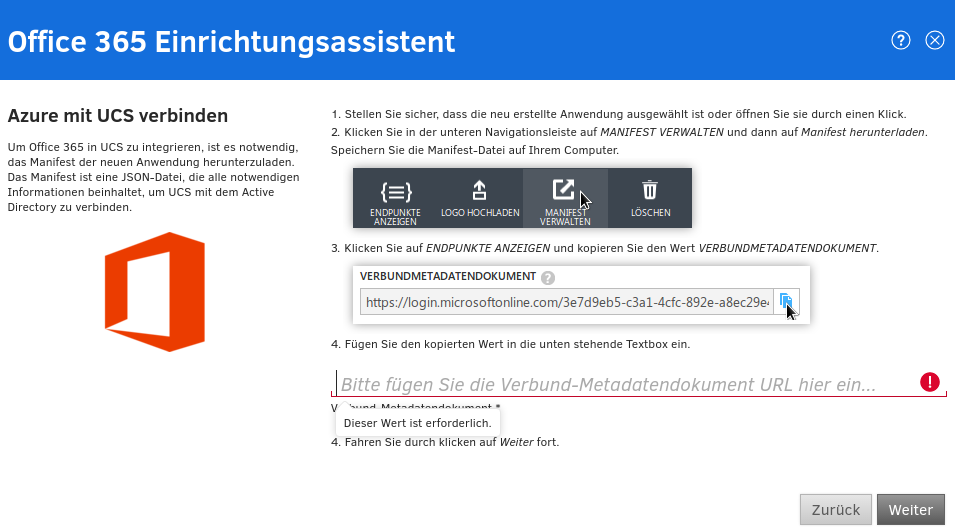 Office 365 Einrichtungsassistent
Azure mit UCS verbinden
Um Office 365 in UCS zu integrieren, ist es notwendig,
das Manifest der neuen Anwendung herunterzuladen.
Das Manifest ist eine JSON-Datei, die alle notwendigen
Informationen beinhaltet, um UCS mit dem Active
Directory zu verbinden.
1. Stellen Sie sicher, dass die neu erstellte Anwendung ausgewählt ist oder öffnen Sie sie durch einen Klick.
2. Klicken Sie in der unteren Navigationsleiste auf MANIFEST VERWALTEN und dann auf Manifest herunterladen.
Speichern Sie die Manifest-Datei auf Ihrem Computer.
ENDPUNKTE
ANZEIGEN
LOGO HOCHLADEN
MANIFEST
VERWALTEN
LÖSCHEN
3. Klicken Sie auf ENDPUNKTE ANZEIGEN und kopieren Sie den Wert VERBUNDMETADATENDOKUMENT.
VERBUNDMETADATENDOKUMENT ?
https://login.microsoftonline.com/3e7d9eb5-c3a1-4cfc-892e-a8ec29e
4. Fügen Sie den kopierten Wert in die unten stehende Textbox ein.
Bitte fügen Sie die Verbund-Metadatendokument URL hier ein...
Verbund-Metadatendokument *
Dieser Wert ist erforderlich.
4. Fahren Sie durch klicken auf Weiter fort.
Zurück
Weiter